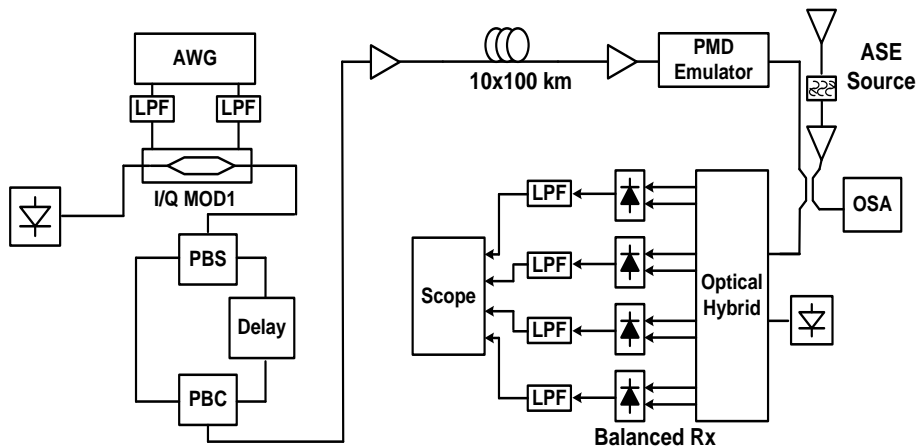 AWG
LPF
LPF
I/Q MOD1
PBS
Delay
PBC
10x100 km
PMD
Emulator
ASE
Source
OSA
LPF
LPF
LPF
LPF
Scope
Optical
Hybrid
Balanced Rx